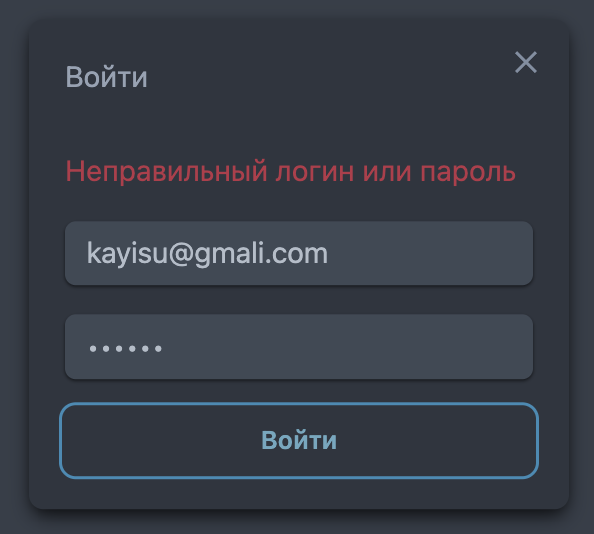 Войти
Неправильный логин или пароль
kayisu@gmali.com
••••••
Войти